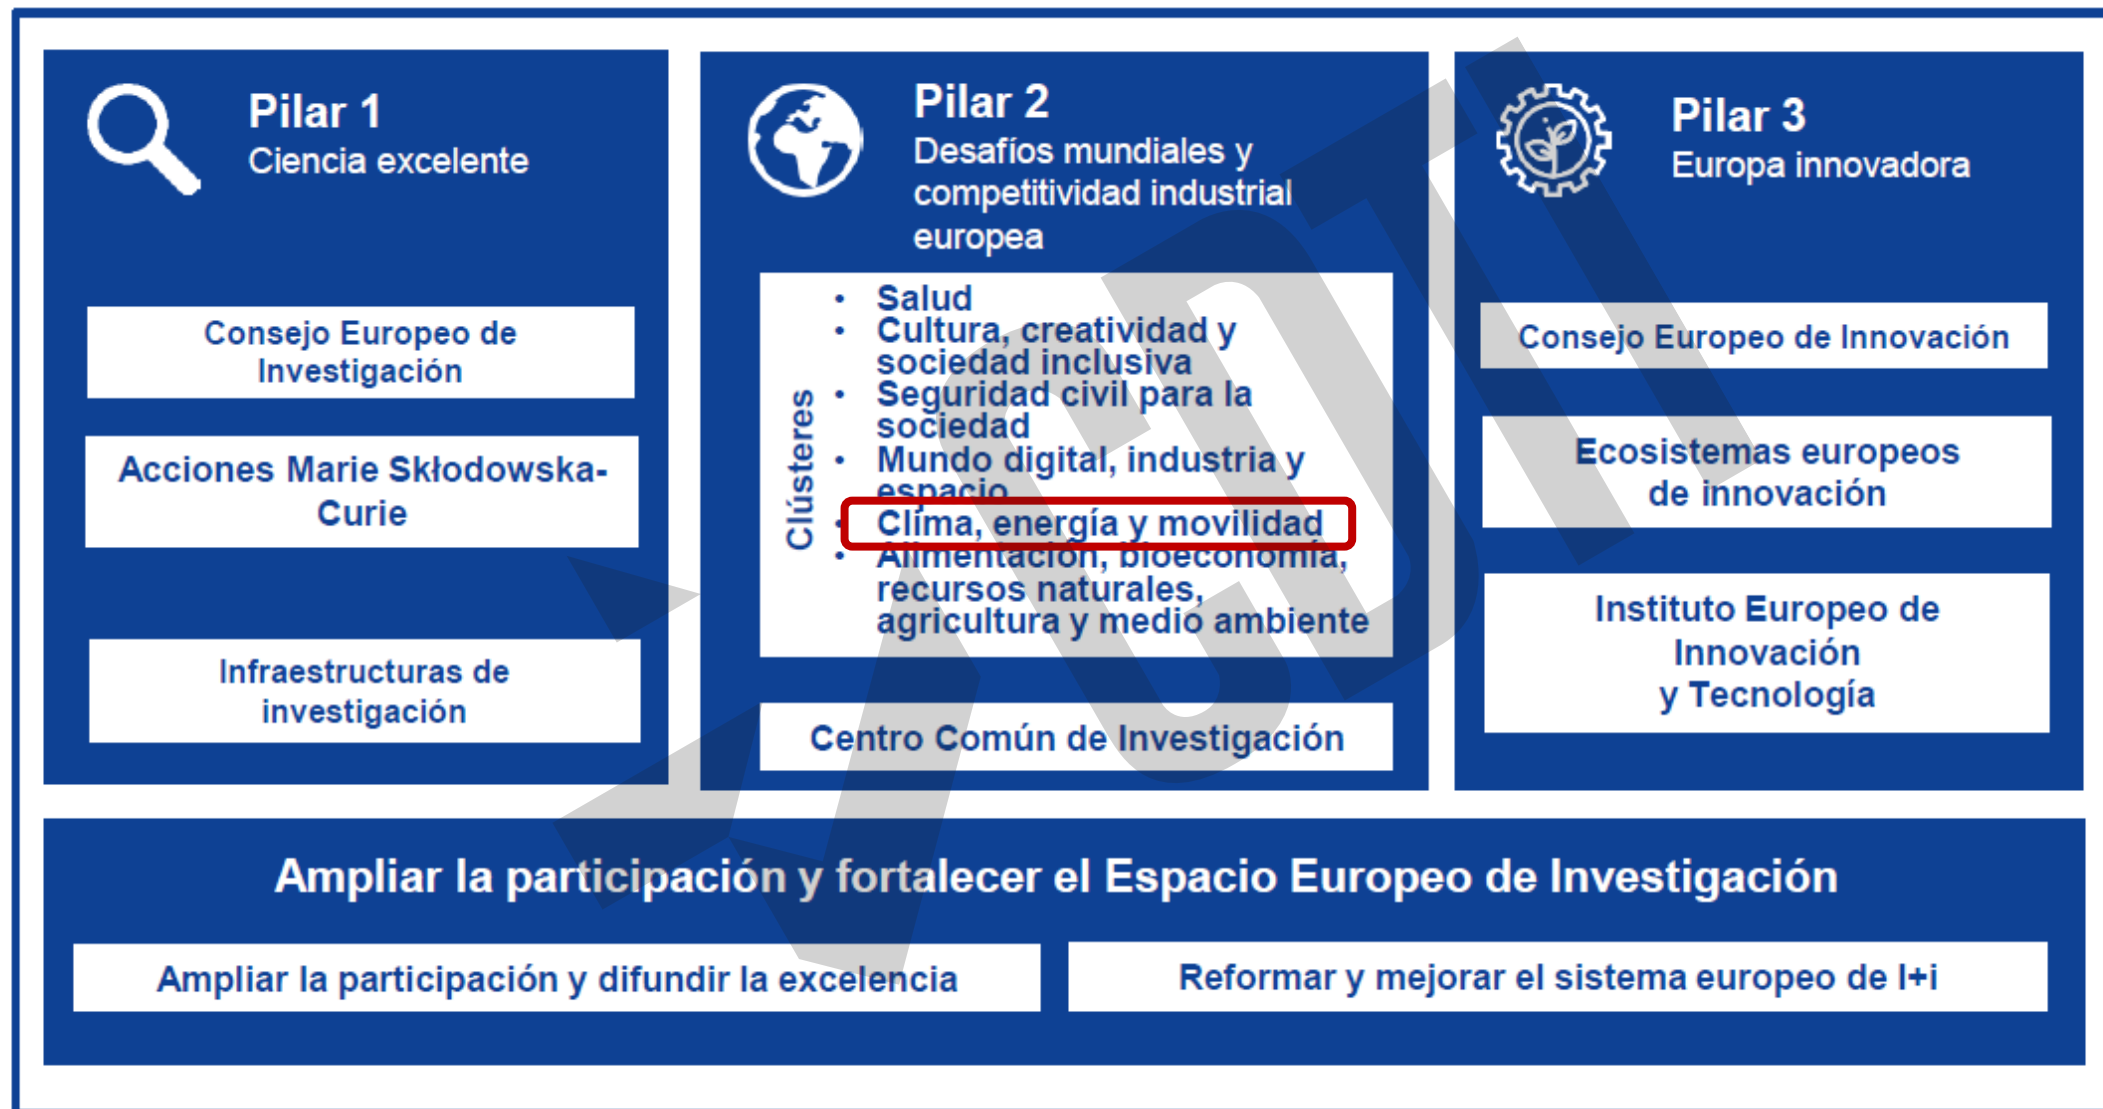 Pilar 1
Ciencia excelente
Consejo Europeo de
Investigación
Acciones Marie Skłodowska-
Curie
Infraestructuras de
investigación
Pilar 2
Desafíos mundiales y
competitividad industrial
europea
Clústeres
• Salud
• Cultura, creatividad y
sociedad inclusiva
• Seguridad civil para la
sociedad
• Mundo digital, industria y
espacio
• Clima, energía y movilidad
• Alimentación, bioeconomía,
recursos naturales,
agricultura y medio ambiente
Centro Común de Investigación
Pilar 3
Europa innovadora
Consejo Europeo de Innovación
Ecosistemas europeos
de innovación
Instituto Europeo de
Innovación
y Tecnología
Ampliar la participación y fortalecer el Espacio Europeo de Investigación
Ampliar la participación y difundir la excelencia
Reformar y mejorar el sistema europeo de I+i
CDTI